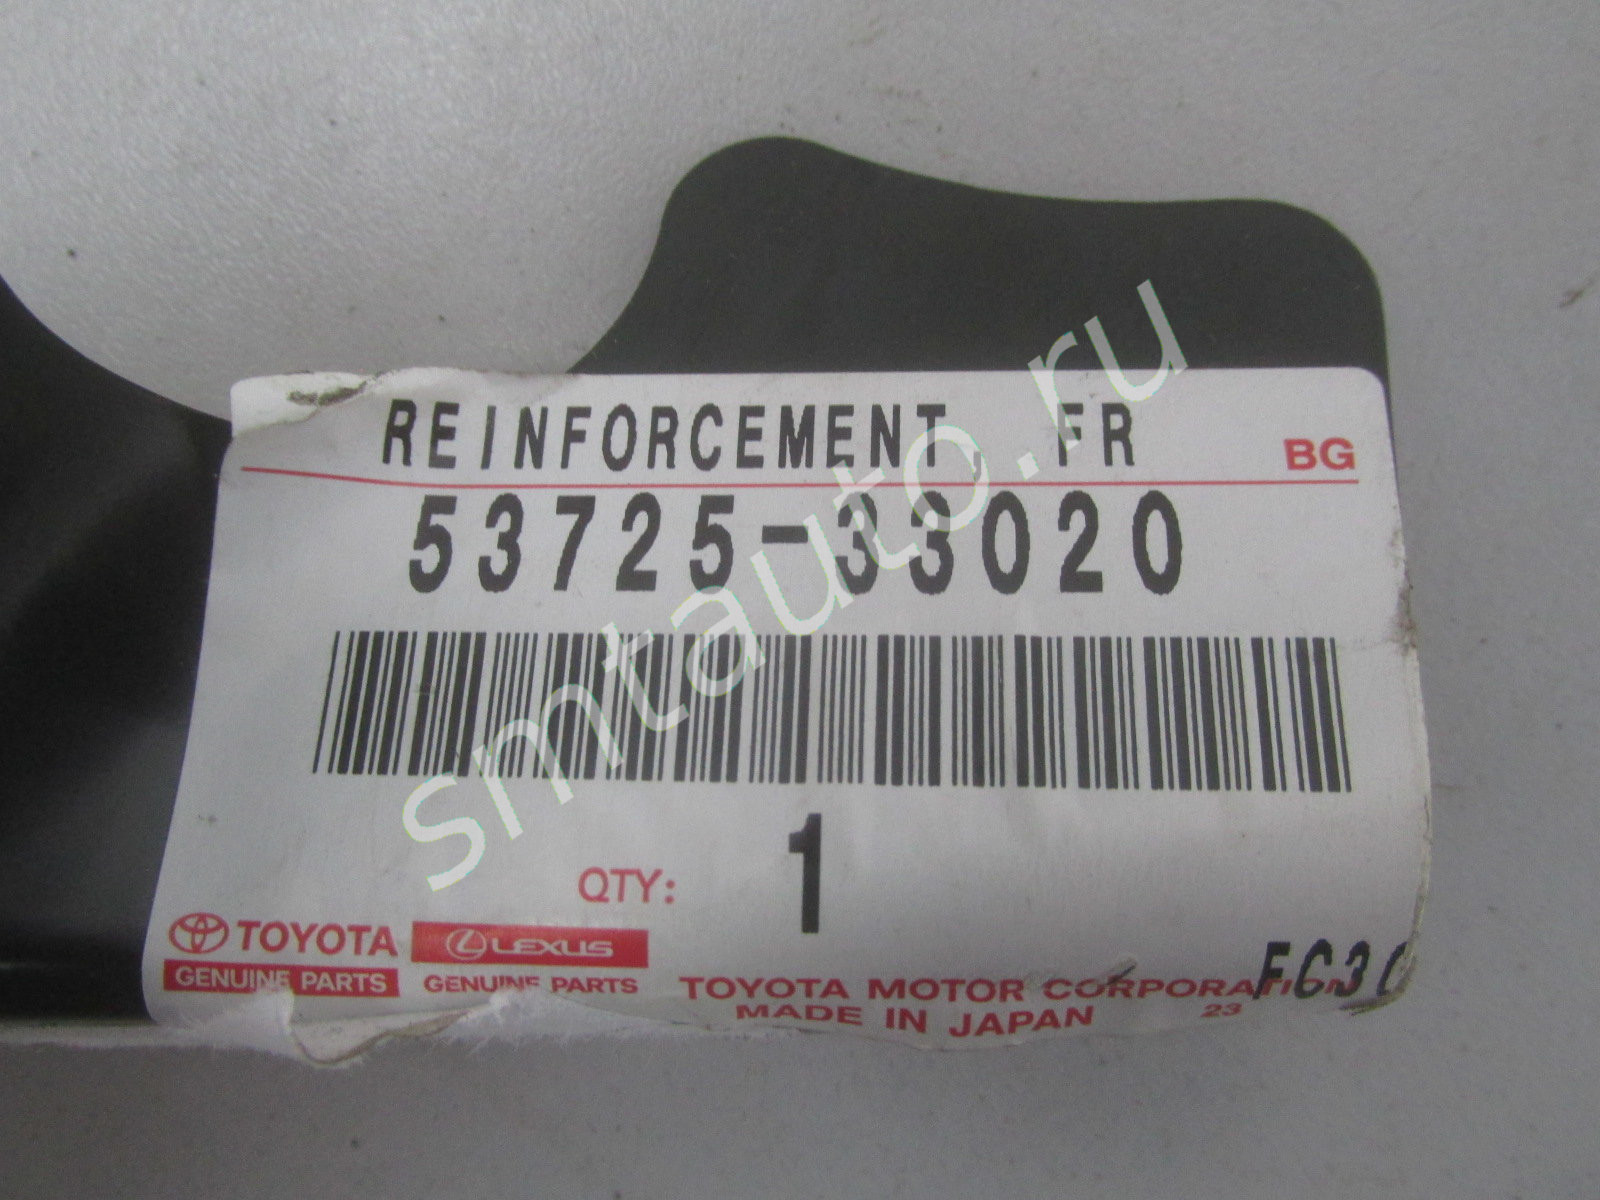 REINFORCEMENT, FR
BG
53725-33020
QTY: 1
TOYOTA
GENUINE PARTS
LEXUS
GENUINE PARTS
TOYOTA MOTOR CORPORATION
MADE IN JAPAN
23
smtauto.ru